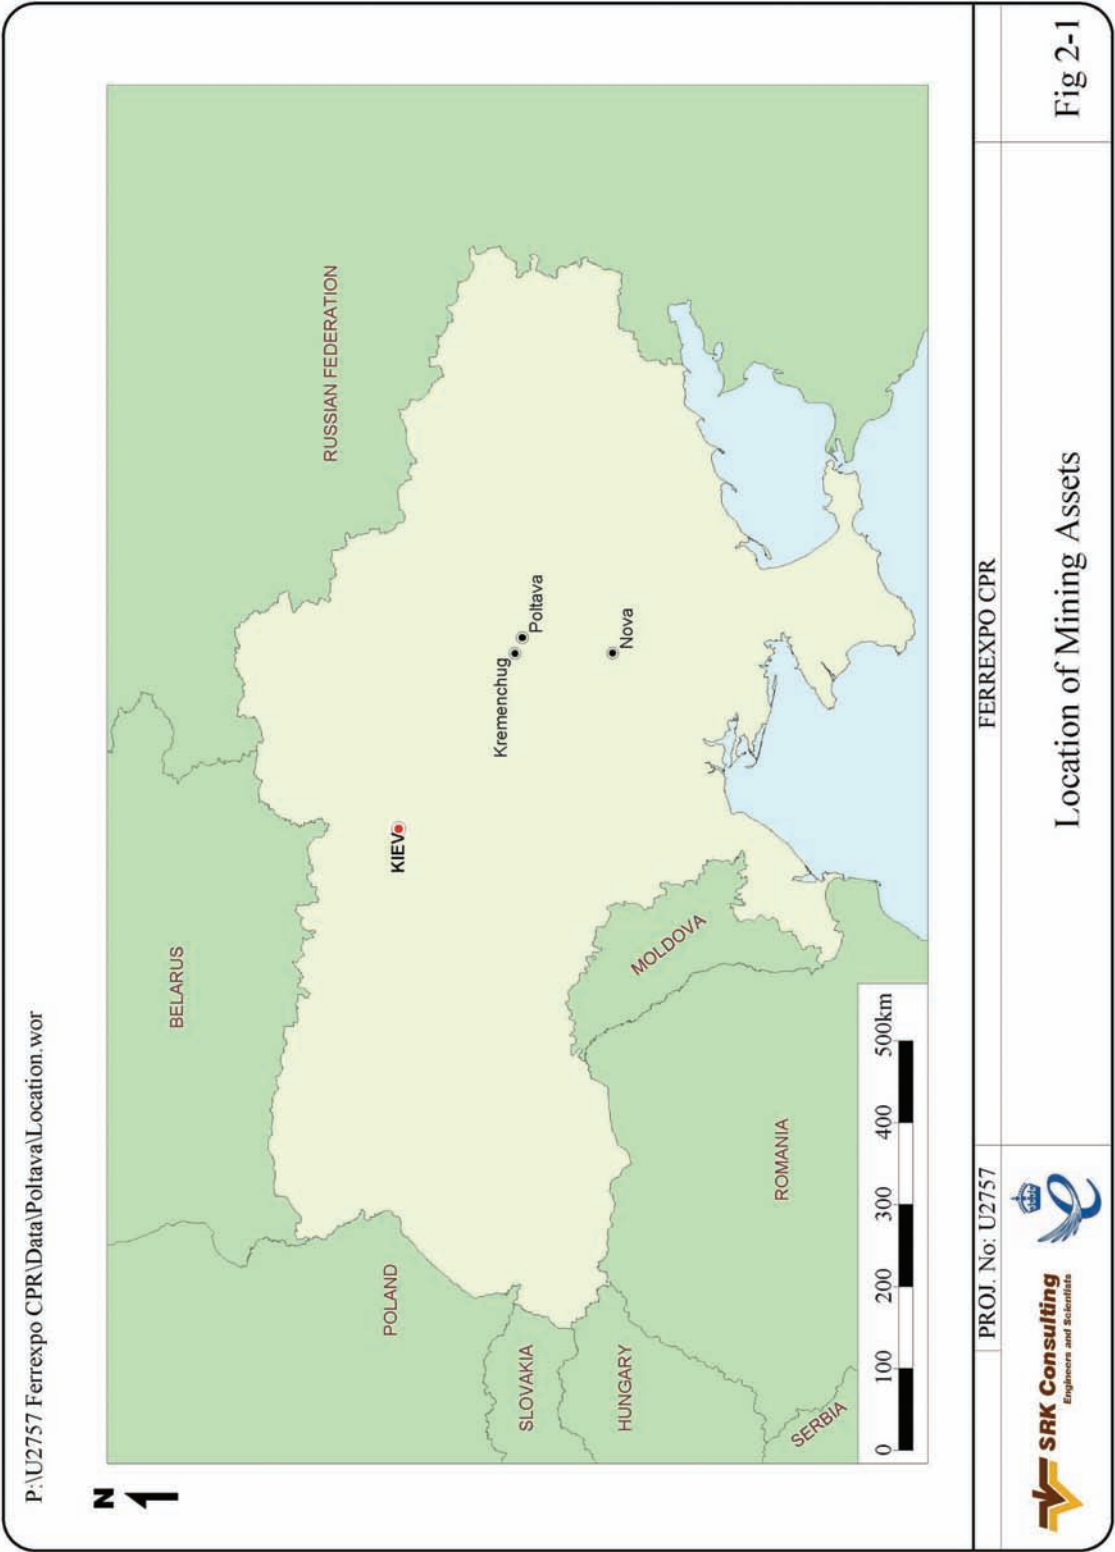 P:\U2757 Ferrexpo CPR\Data\Poltava\Location.wor
N
BELARUS
RUSSIAN FEDERATION
POLAND
KIEV
SLOVAKIA
Kremenchug
Poltava
HUNGARY
Nova
MOLDOVA
ROMANIA
SERBIA
0 100 200 300 400 500km
PROJ. No: U2757
FERREXPO CPR
SRK Consulting
Engineers and Scientists
Location of Mining Assets
Fig 2-1